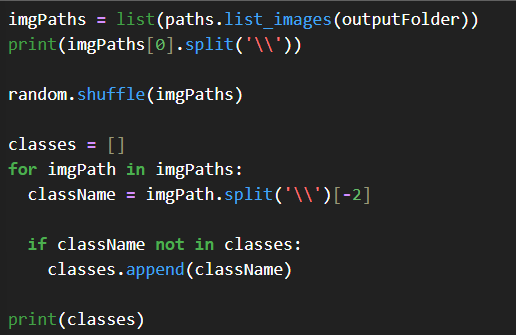 imgPaths = list(paths.list_images(outputFolder))
print(imgPaths[0].split('\\'))
random.shuffle(imgPaths)
classes = []
for imgPath in imgPaths:
  className = imgPath.split('\\')[-2]
  if className not in classes:
    classes.append(className)
print(classes)